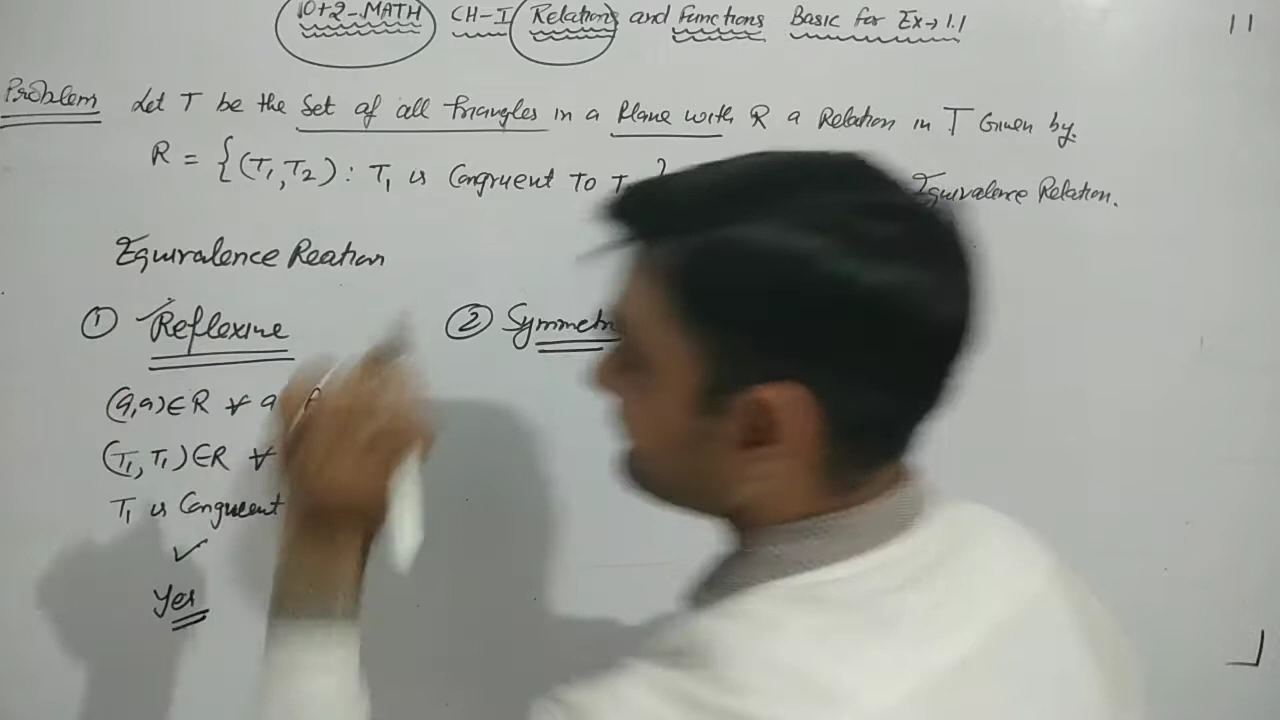 10+2-MATH CH-I Relations and functions Basic for Ex→1.1 11
Problem Let T be the Set of all triangles in a Plane with R a Relation in T Given by.
R = {(T₁,T₂) : T₁ is Congruent To T } Equivalence Relation.
Equivalence Reation
① Reflexive ② Symmetr
(a,a)∈R ∀ a
(T₁,T₁)∈R ∀
T₁ is Congruent
✓
Yes